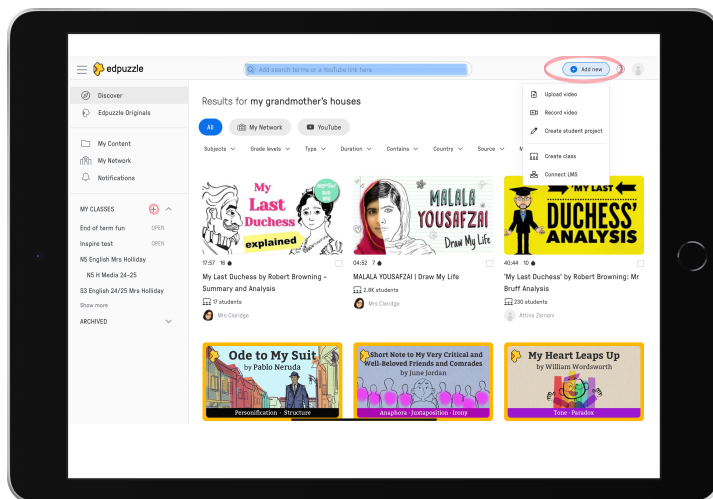 edpuzzle
Add search terms or a YouTube link here
Add new
Discover
Edpuzzle Originals
My Content
My Network
Notifications
MY CLASSES
End of term fun OPEN
Inspire test OPEN
N5 English Mrs Holliday
N5 H Media 24-25
S3 English 24/25 Mrs Holliday
Show more
ARCHIVED
Results for my grandmother's houses
All
My Network
YouTube
Subjects
Grade levels
Type
Duration
Contains
Country
Source
Upload video
Record video
Create student project
Create class
Connect LMS
My
Last
Duchess
explained
17:57 16
My Last Duchess by Robert Browning -
Summary and Analysis
17 students
Mrs Claridge
MALALA
YOUSAFZAI
Draw My Life
04:52 7
MALALA YOUSAFZAI | Draw My Life
2.8K students
Mrs Claridge
'MY LAST
DUCHESS'
ANALYSIS
40:44 10
'My Last Duchess' by Robert Browning: Mr
Bruff Analysis
230 students
Attina Zernani
Ode to My Suit
by Pablo Neruda
Personification · Structure
Short Note to My Very Critical and
Well-Beloved Friends and Comrades
by June Jordan
Anaphora · Juxtaposition · Irony
My Heart Leaps Up
by William Wordsworth
Tone · Paradox